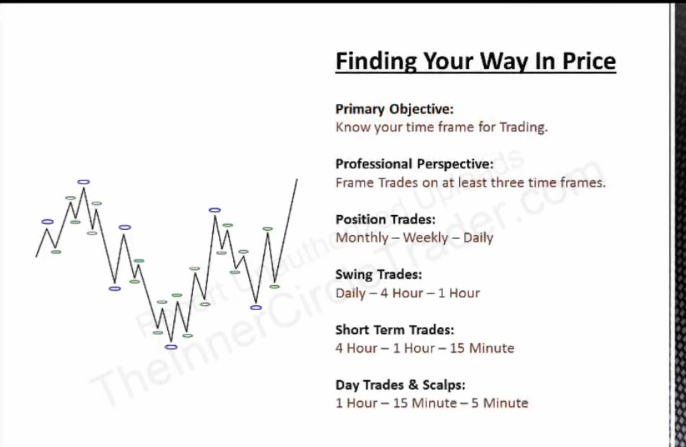 Finding Your Way In Price
Primary Objective:
Know your time frame for Trading.
Professional Perspective:
Frame Trades on at least three time frames.
Position Trades:
Monthly – Weekly – Daily
Swing Trades:
Daily – 4 Hour – 1 Hour
Short Term Trades:
4 Hour – 1 Hour – 15 Minute
Day Trades & Scalps:
1 Hour – 15 Minute – 5 Minute
Unauthorized Uploads
TheInnerCircleTrader.com